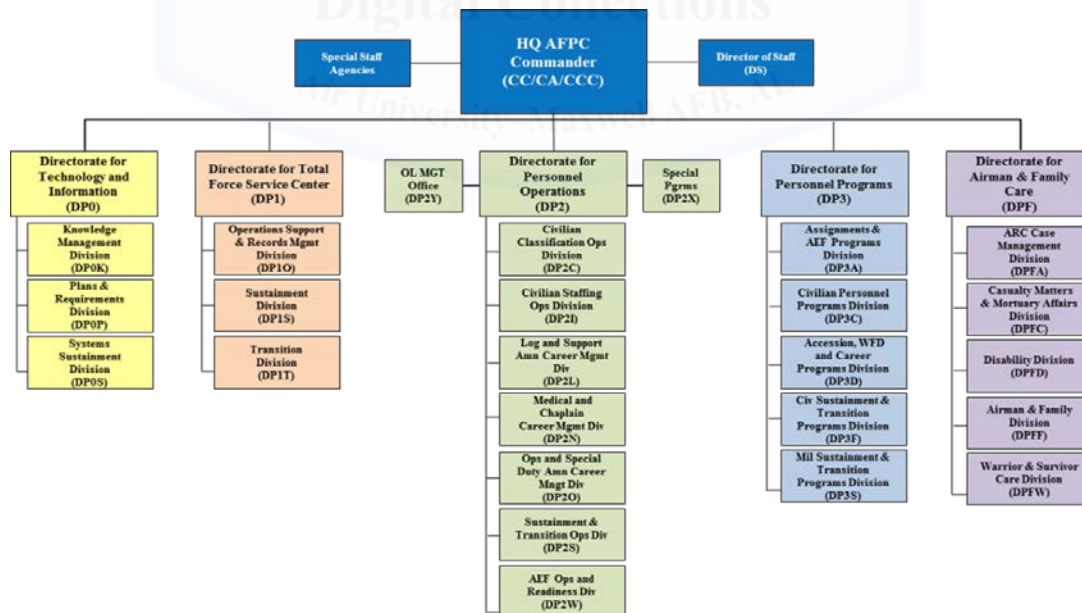 Digital Collections
Air University–Maxwell AFB, AL
HQ AFPC
Commander
(CC/CA/CCC)
Special Staff
Agencies
Director of Staff
(DS)
Directorate for
Technology and
Information
(DP0)
Knowledge
Management
Division
(DP0K)
Plans &
Requirements
Division
(DP0P)
Systems
Sustainment
Division
(DP0S)
Directorate for Total
Force Service Center
(DP1)
Operations Support
& Records Mgmt
Division
(DP1O)
Sustainment
Division
(DP1S)
Transition
Division
(DP1T)
OL MGT
Office
(DP2Y)
Directorate for
Personnel
Operations
(DP2)
Special
Pgrms
(DP2X)
Civilian
Classification Ops
Division
(DP2C)
Civilian Staffing
Ops Division
(DP2I)
Log and Support
Amn Career Mgmt
Div
(DP2L)
Medical and
Chaplain
Career Mgmt Div
(DP2N)
Ops and Special
Duty Amn Career
Mngt Div
(DP2O)
Sustainment &
Transition Ops Div
(DP2S)
AEF Ops and
Readiness Div
(DP2W)
Directorate for
Personnel Programs
(DP3)
Assignments &
AEF Programs
Division
(DP3A)
Civilian Personnel
Programs Division
(DP3C)
Accession, WFD
and Career
Programs Division
(DP3D)
Civ Sustainment &
Transition
Programs Division
(DP3F)
Mil Sustainment &
Transition
Programs Division
(DP3S)
Directorate for
Airman & Family
Care
(DPF)
ARC Case
Management
Division
(DPFA)
Casualty Matters
& Mortuary Affairs
Division
(DPFC)
Disability Division
(DPFD)
Airman & Family
Division
(DPFF)
Warrior & Survivor
Care Division
(DPFW)